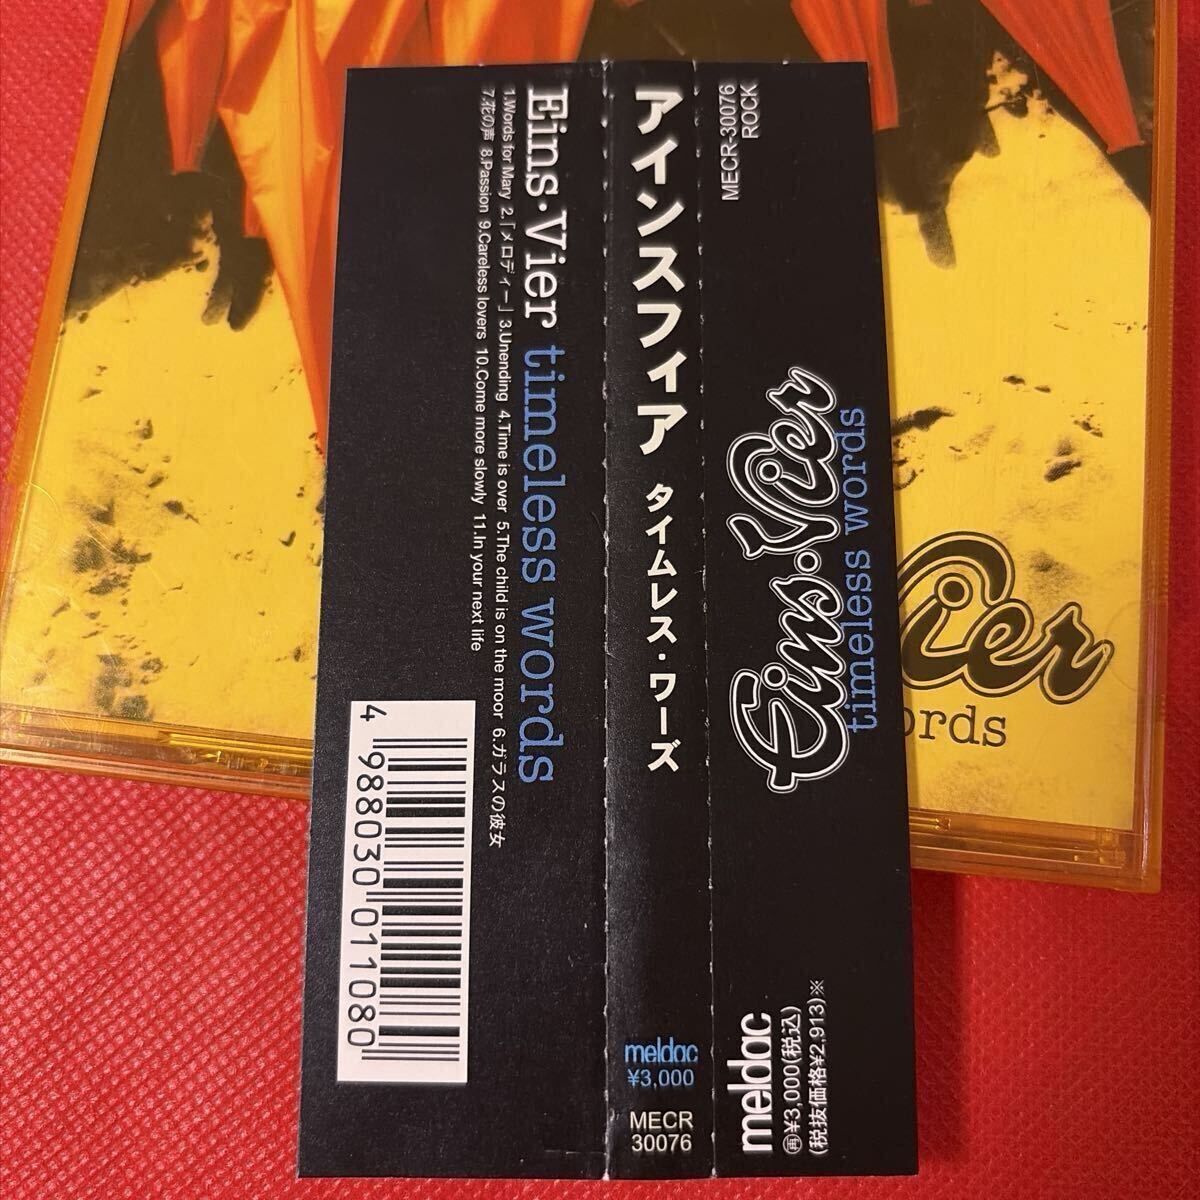 Eins·Vier timeless words
1.Words for Mary 2.「メロディー」 3.Unending 4.Time is over 5.The child is on the moor 6.ガラスの彼女
7.花の声 8.Passion 9.Careless lovers 10.Come more slowly 11.In your next life
4 988030 011080
アインスフィア タイムレス・ワーズ
meldac
¥3,000
MECR
30076
MECR-30076
ROCK
Eins·Vier
timeless words
meldac
㊓¥3,000(税込)
(税抜価格¥2,913)※
Vier
ords